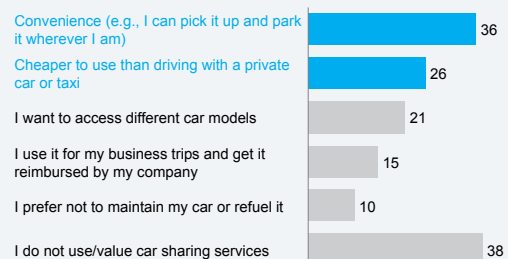 Convenience (e.g., I can pick it up and park
it wherever I am)
36
Cheaper to use than driving with a private
car or taxi
26
I want to access different car models
21
I use it for my business trips and get it
reimbursed by my company
15
I prefer not to maintain my car or refuel it
10
I do not use/value car sharing services
38